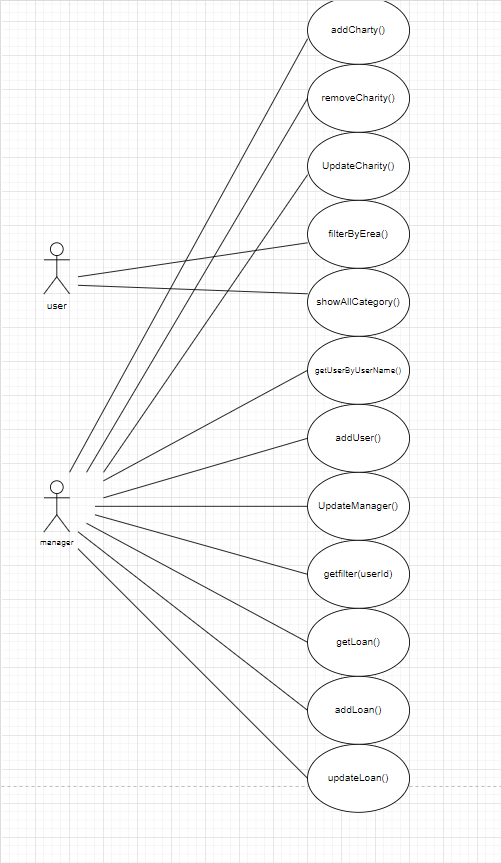 addCharty()
removeCharity()
UpdateCharity()
filterByErea()
user
showAllCategory()
getUserByUserName()
addUser()
UpdateManager()
manager
getfilter(userId)
getLoan()
addLoan()
updateLoan()